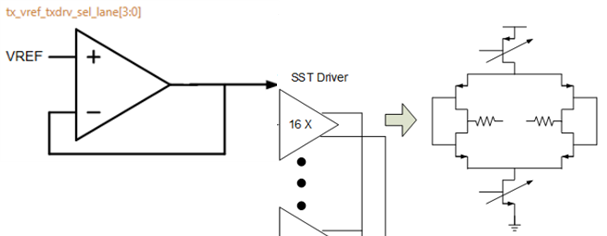 tx_vref_txdrv_sel_lane[3:0]
VREF
+
−
SST Driver
16 X